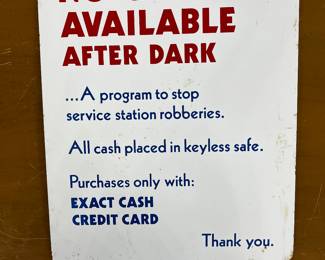 AVAILABLE
AFTER DARK
...A program to stop
service station robberies.
All cash placed in keyless safe.
Purchases only with:
EXACT CASH
CREDIT CARD
Thank you.